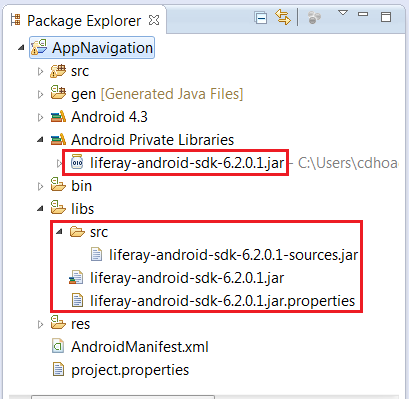 Package Explorer
AppNavigation
src
gen [Generated Java Files]
Android 4.3
Android Private Libraries
liferay-android-sdk-6.2.0.1.jar - C:\Users\cdhoa
bin
libs
src
liferay-android-sdk-6.2.0.1-sources.jar
liferay-android-sdk-6.2.0.1.jar
liferay-android-sdk-6.2.0.1.jar.properties
res
AndroidManifest.xml
project.properties